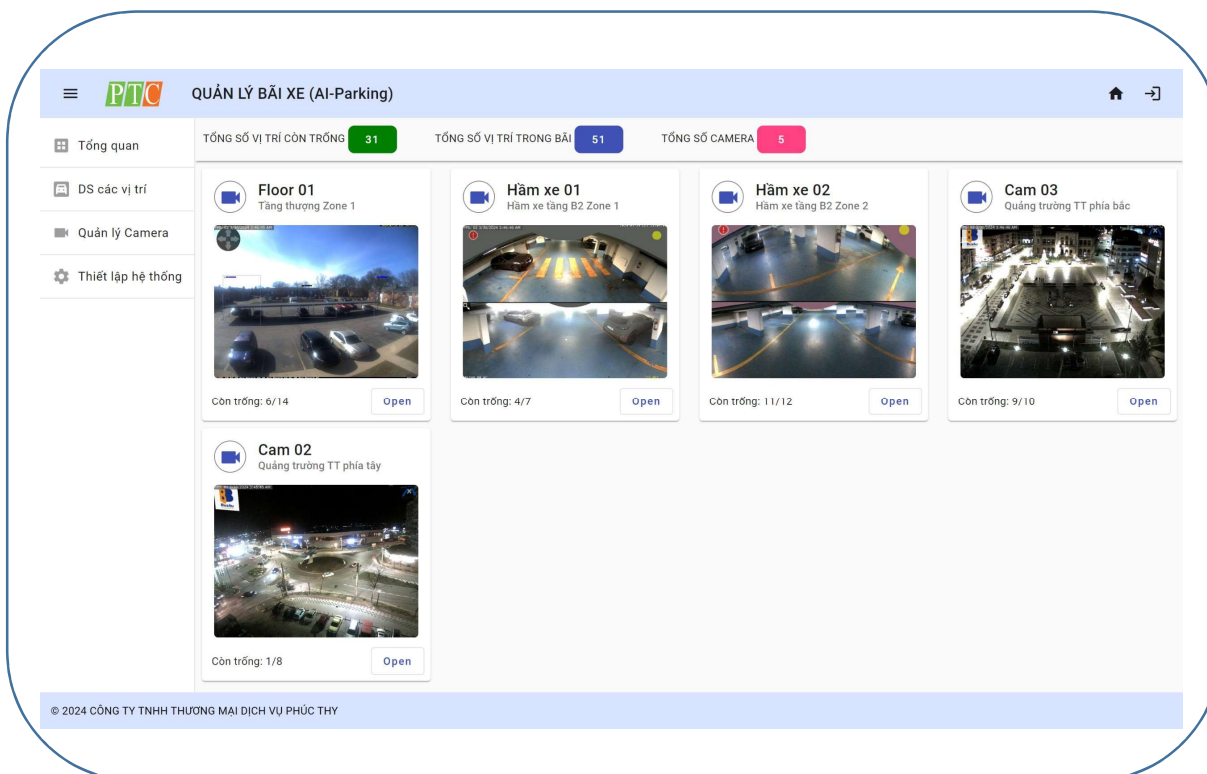 PTC
QUẢN LÝ BÃI XE (AI-Parking)
Tổng quan
DS các vị trí
Quản lý Camera
Thiết lập hệ thống
TỔNG SỐ VỊ TRÍ CÒN TRỐNG 31
TỔNG SỐ VỊ TRÍ TRONG BÃI 51
TỔNG SỐ CAMERA 5
Floor 01
Tầng thượng Zone 1
Còn trống: 6/14
Open
Hầm xe 01
Hầm xe tầng B2 Zone 1
Còn trống: 4/7
Open
Hầm xe 02
Hầm xe tầng B2 Zone 2
Còn trống: 11/12
Open
Cam 03
Quảng trường TT phía bắc
Còn trống: 9/10
Open
Cam 02
Quảng trường TT phía tây
Còn trống: 1/8
Open
© 2024 CÔNG TY TNHH THƯƠNG MẠI DỊCH VỤ PHÚC THY